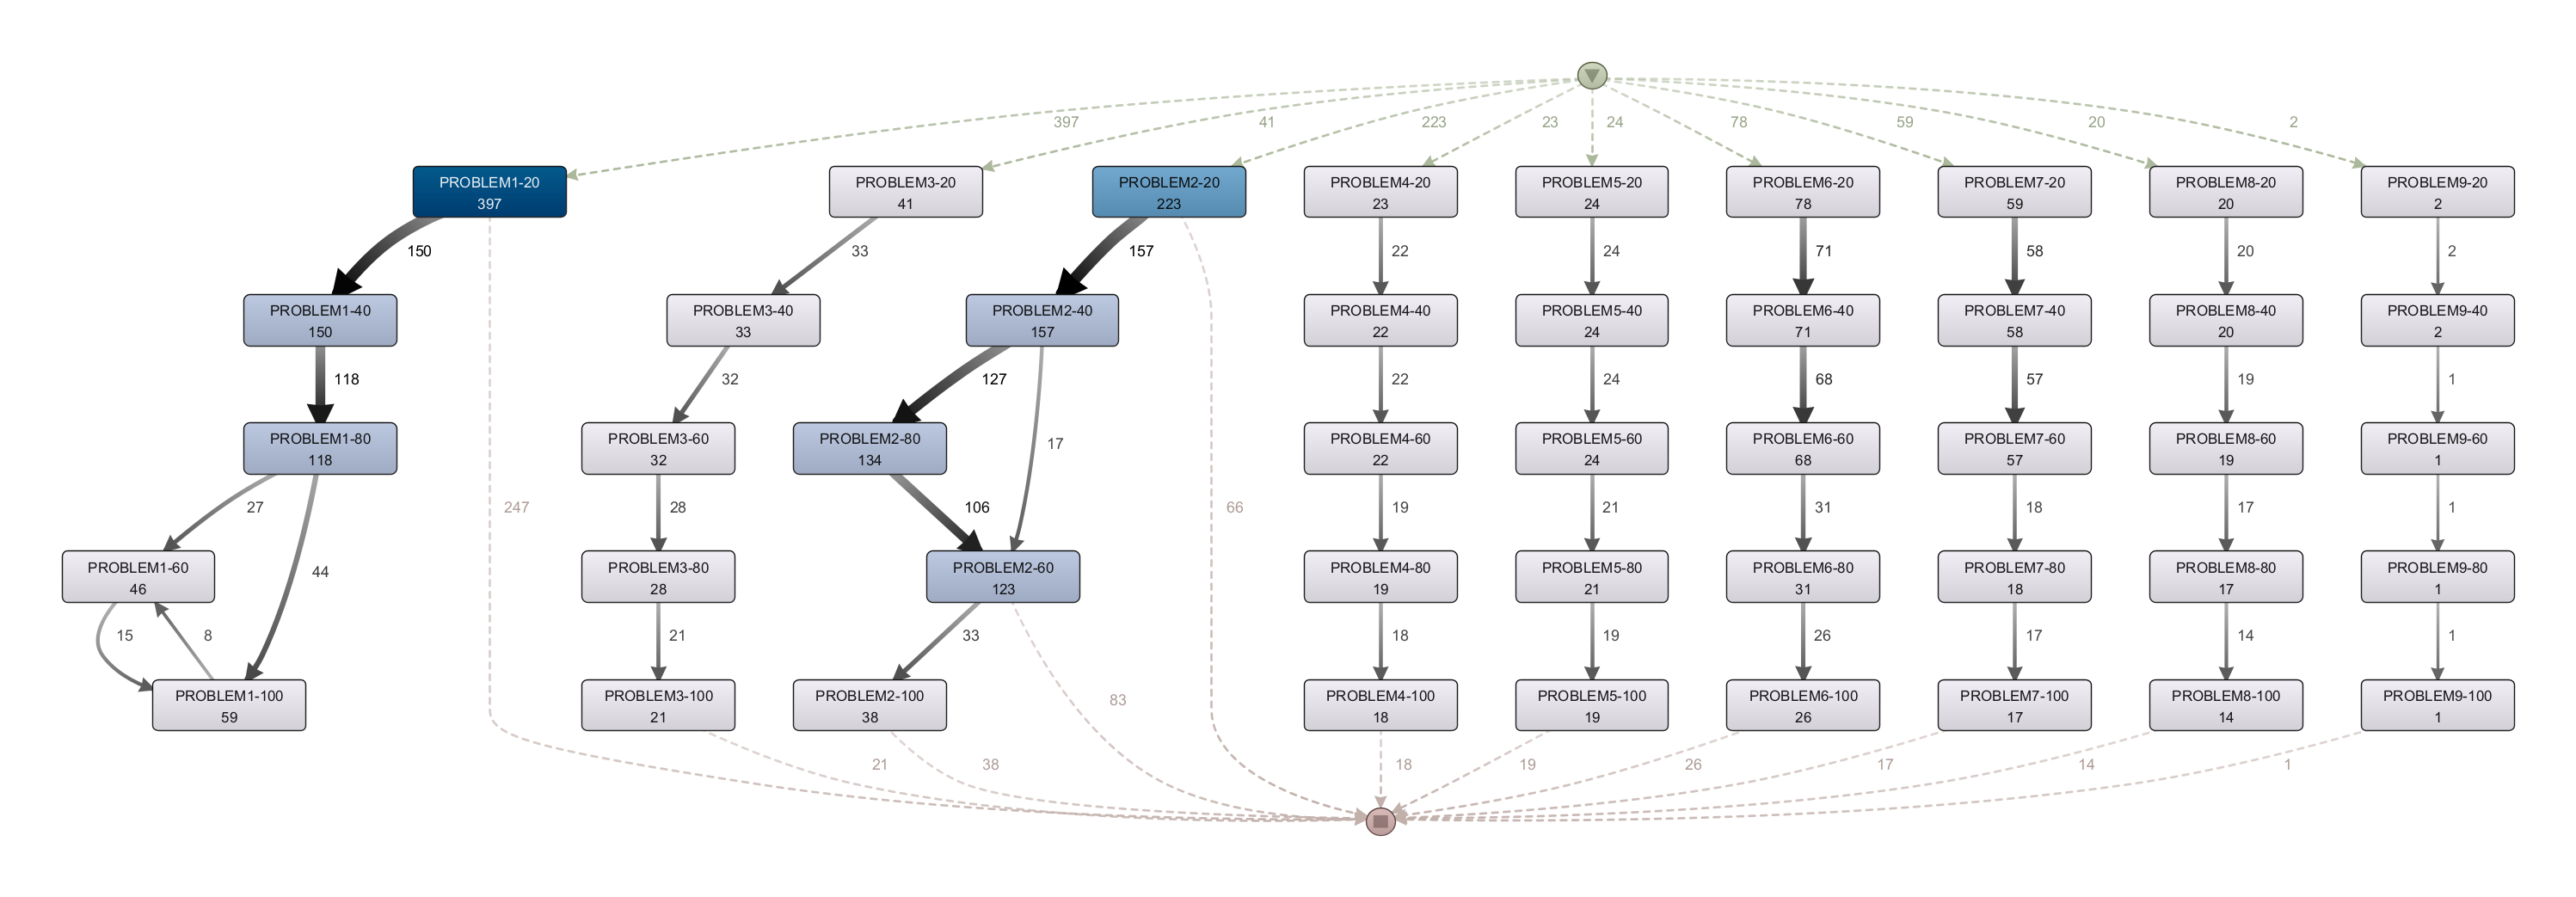 397
41
223
23
24
78
59
20
2
PROBLEM1-20
397
PROBLEM3-20
41
PROBLEM2-20
223
PROBLEM4-20
23
PROBLEM5-20
24
PROBLEM6-20
78
PROBLEM7-20
59
PROBLEM8-20
20
PROBLEM9-20
2
150
33
157
22
24
71
58
20
2
PROBLEM1-40
150
PROBLEM3-40
33
PROBLEM2-40
157
PROBLEM4-40
22
PROBLEM5-40
24
PROBLEM6-40
71
PROBLEM7-40
58
PROBLEM8-40
20
PROBLEM9-40
2
118
32
127
17
22
24
68
57
19
1
PROBLEM1-80
118
PROBLEM3-60
32
PROBLEM2-80
134
PROBLEM4-60
22
PROBLEM5-60
24
PROBLEM6-60
68
PROBLEM7-60
57
PROBLEM8-60
19
PROBLEM9-60
1
27
44
247
28
106
66
19
21
31
18
17
1
PROBLEM1-60
46
PROBLEM3-80
28
PROBLEM2-60
123
PROBLEM4-80
19
PROBLEM5-80
21
PROBLEM6-80
31
PROBLEM7-80
18
PROBLEM8-80
17
PROBLEM9-80
1
15
8
21
33
83
18
19
26
17
14
1
PROBLEM1-100
59
PROBLEM3-100
21
PROBLEM2-100
38
PROBLEM4-100
18
PROBLEM5-100
19
PROBLEM6-100
26
PROBLEM7-100
17
PROBLEM8-100
14
PROBLEM9-100
1
21
38
18
19
26
17
14
1